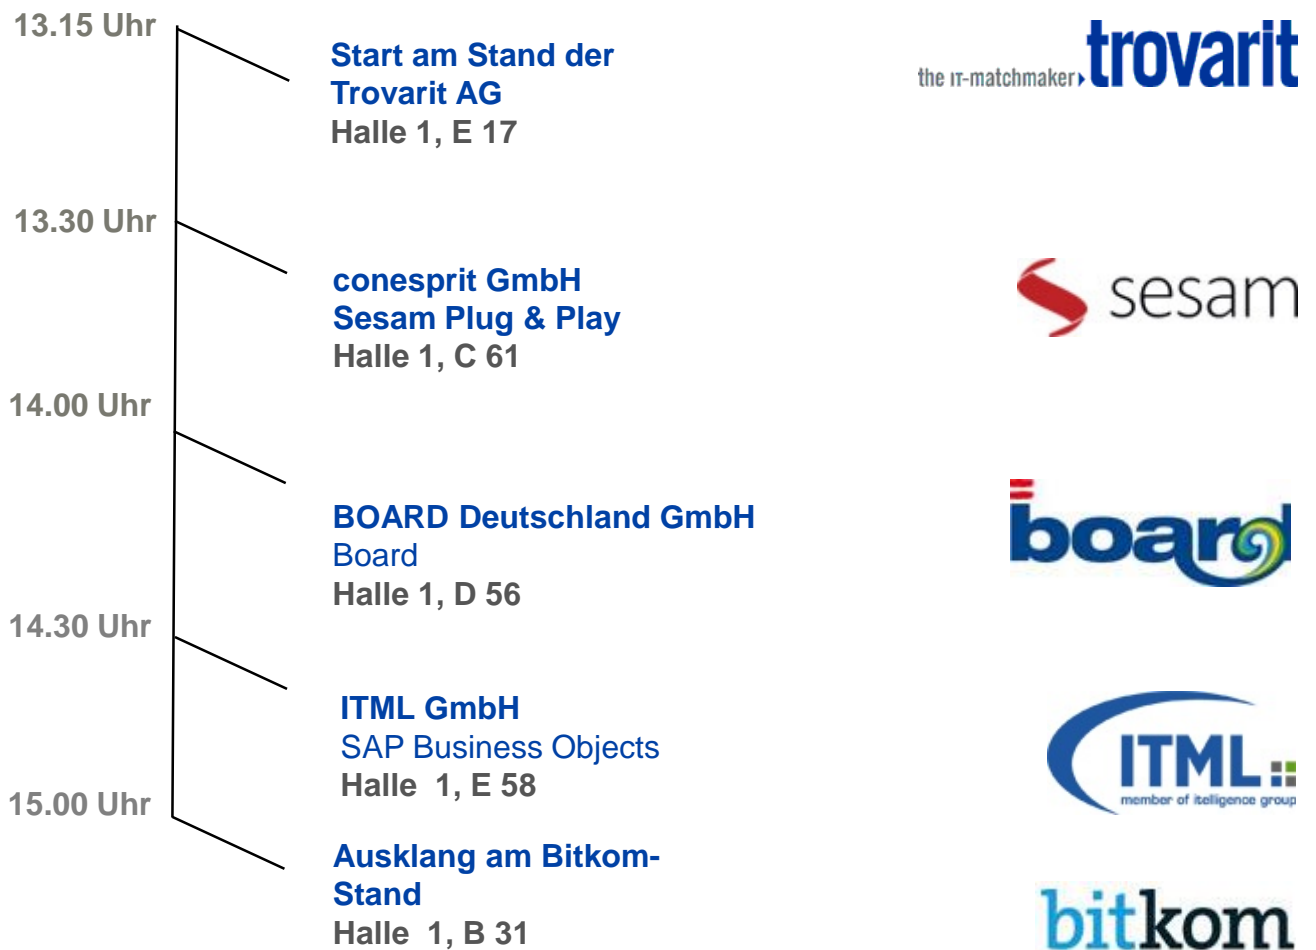 13.15 Uhr
Start am Stand der
Trovarit AG
Halle 1, E 17
the IT-matchmaker trovarit
13.30 Uhr
conesprit GmbH
Sesam Plug & Play
Halle 1, C 61
sesam
14.00 Uhr
BOARD Deutschland GmbH
Board
Halle 1, D 56
board
14.30 Uhr
ITML GmbH
SAP Business Objects
Halle 1, E 58
ITML
member of itelligence group
15.00 Uhr
Ausklang am Bitkom-
Stand
Halle 1, B 31
bitkom